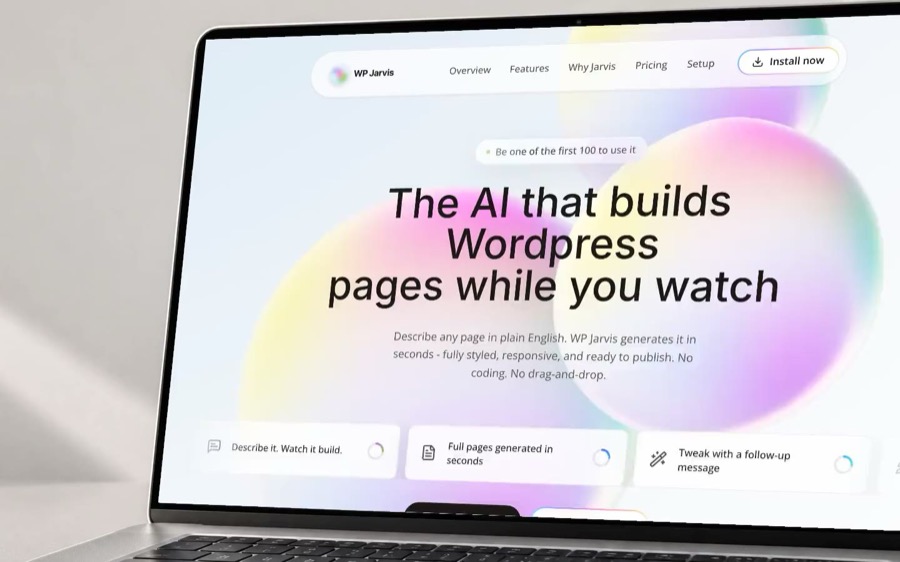 WP Jarvis
Overview
Features
Why Jarvis
Pricing
Setup
Install now
Be one of the first 100 to use it
The AI that builds
Wordpress
pages while you watch
Describe any page in plain English. WP Jarvis generates it in
seconds - fully styled, responsive, and ready to publish. No
coding. No drag-and-drop.
Describe it. Watch it build.
Full pages generated in
seconds
Tweak with a follow-up
message